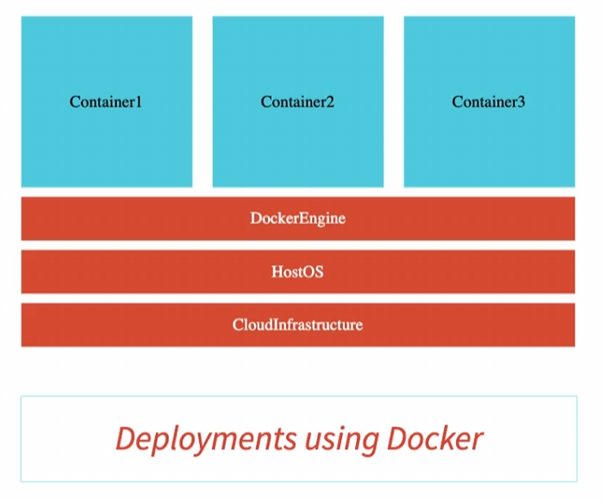 Container1 Container2 Container3
DockerEngine
HostOS
CloudInfrastructure
Deployments using Docker